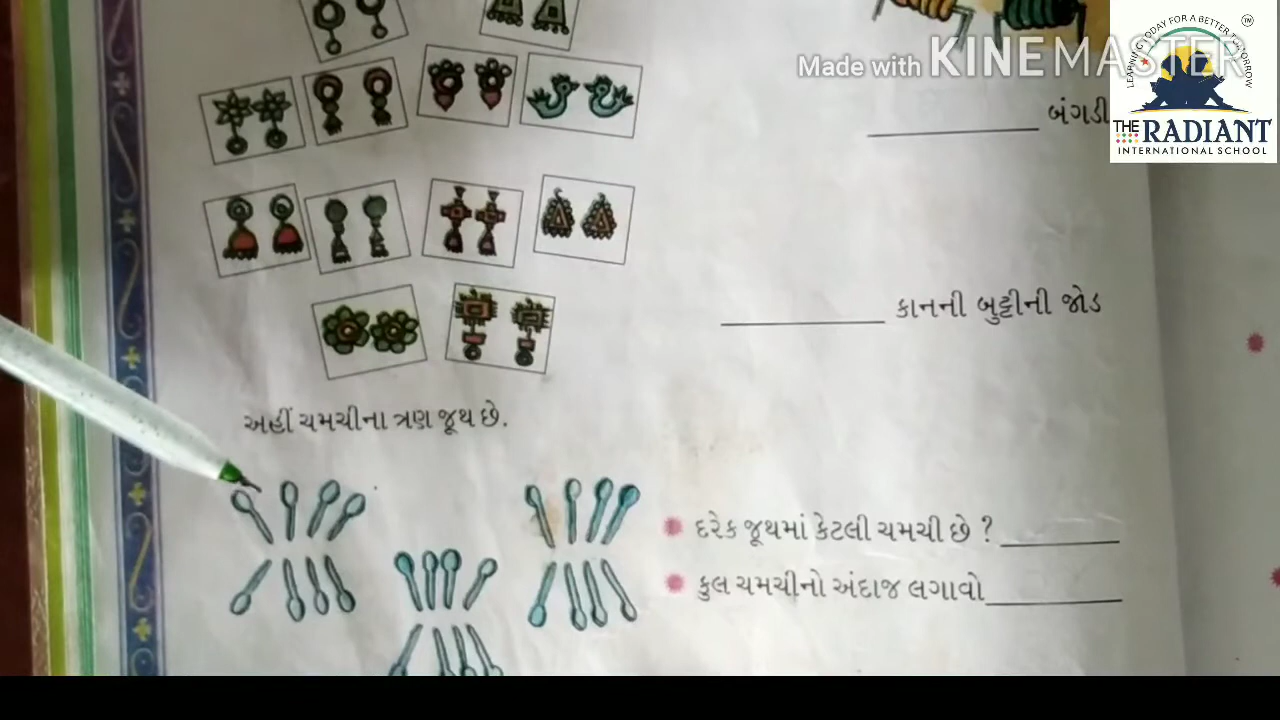 Made with KINEMASTER
LEARNING TODAY FOR A BETTER TOMORROW
TM
THE RADIANT
INTERNATIONAL SCHOOL
બંગડી
કાનની બુટ્ટીની જોડ
અહીં ચમચીના ત્રણ જૂથ છે.
દરેક જૂથમાં કેટલી ચમચી છે ?
કુલ ચમચીનો અંદાજ લગાવો